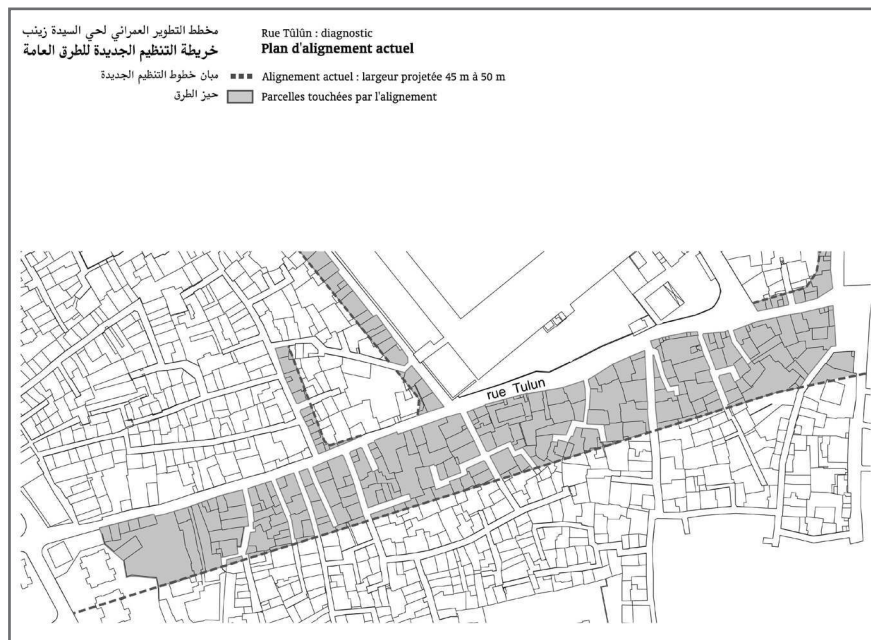 مخطط التطوير العمراني لحي السيدة زينب
خريطة التنظيم الجديدة للطرق العامة
مبان خطوط التنظيم الجديدة
حيز الطرق
Rue Tûlûn : diagnostic
Plan d'alignement actuel
Alignement actuel : largeur projetée 45 m à 50 m
Parcelles touchées par l'alignement
rue Tulun